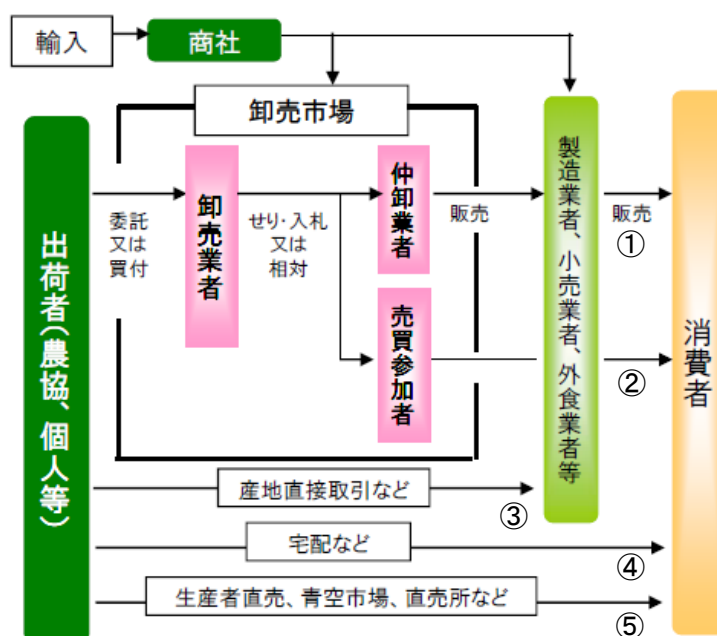 輸入
商社
卸売市場
出荷者(農協、個人等)
委託
又は
買付
卸売業者
せり・入札
又は
相対
仲卸業者
売買参加者
販売
製造業者、小売業者、外食業者等
販売
①
②
消費者
産地直接取引など
③
宅配など
④
生産者直売、青空市場、直売所など
⑤